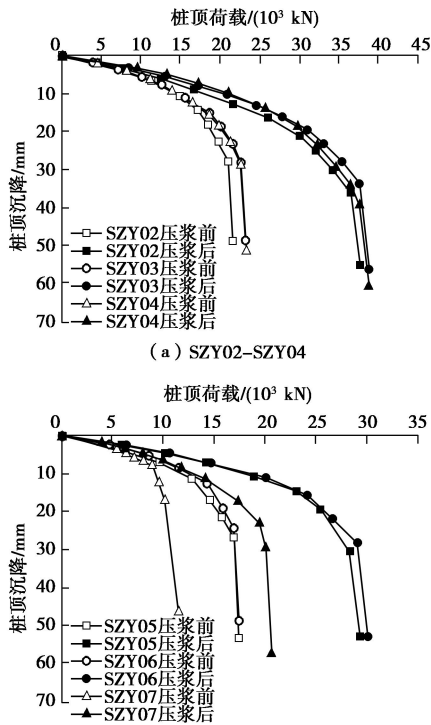 桩顶荷载/(10³ kN)
0 5 10 15 20 25 30 35 40 45
10
20
30
40
50
60
70
桩顶沉降/mm
SZY02压浆前
SZY02压浆后
SZY03压浆前
SZY03压浆后
SZY04压浆前
SZY04压浆后
(a) SZY02-SZY04
桩顶荷载/(10³ kN)
0 5 10 15 20 25 30 35
10
20
30
40
50
60
70
桩顶沉降/mm
SZY05压浆前
SZY05压浆后
SZY06压浆前
SZY06压浆后
SZY07压浆前
SZY07压浆后